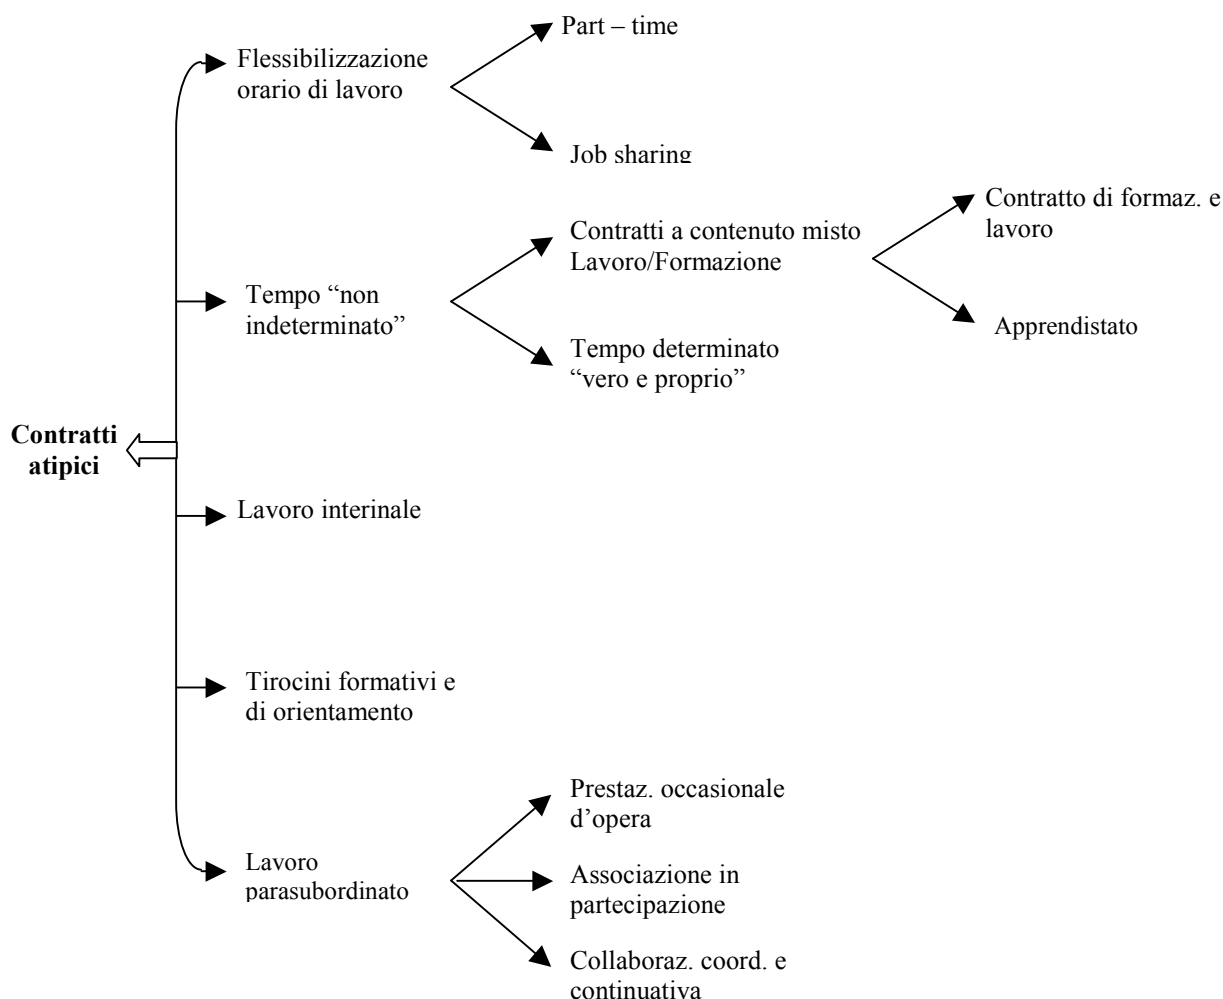 Part – time
Flessibilizzazione
orario di lavoro
Job sharing
Contratto di formaz. e
lavoro
Contratti a contenuto misto
Lavoro/Formazione
Tempo “non
indeterminato”
Apprendistato
Tempo determinato
“vero e proprio”
Contratti
atipici
Lavoro interinale
Tirocini formativi e
di orientamento
Prestaz. occasionale
d’opera
Lavoro
parasubordinato
Associazione in
partecipazione
Collaboraz. coord. e
continuativa